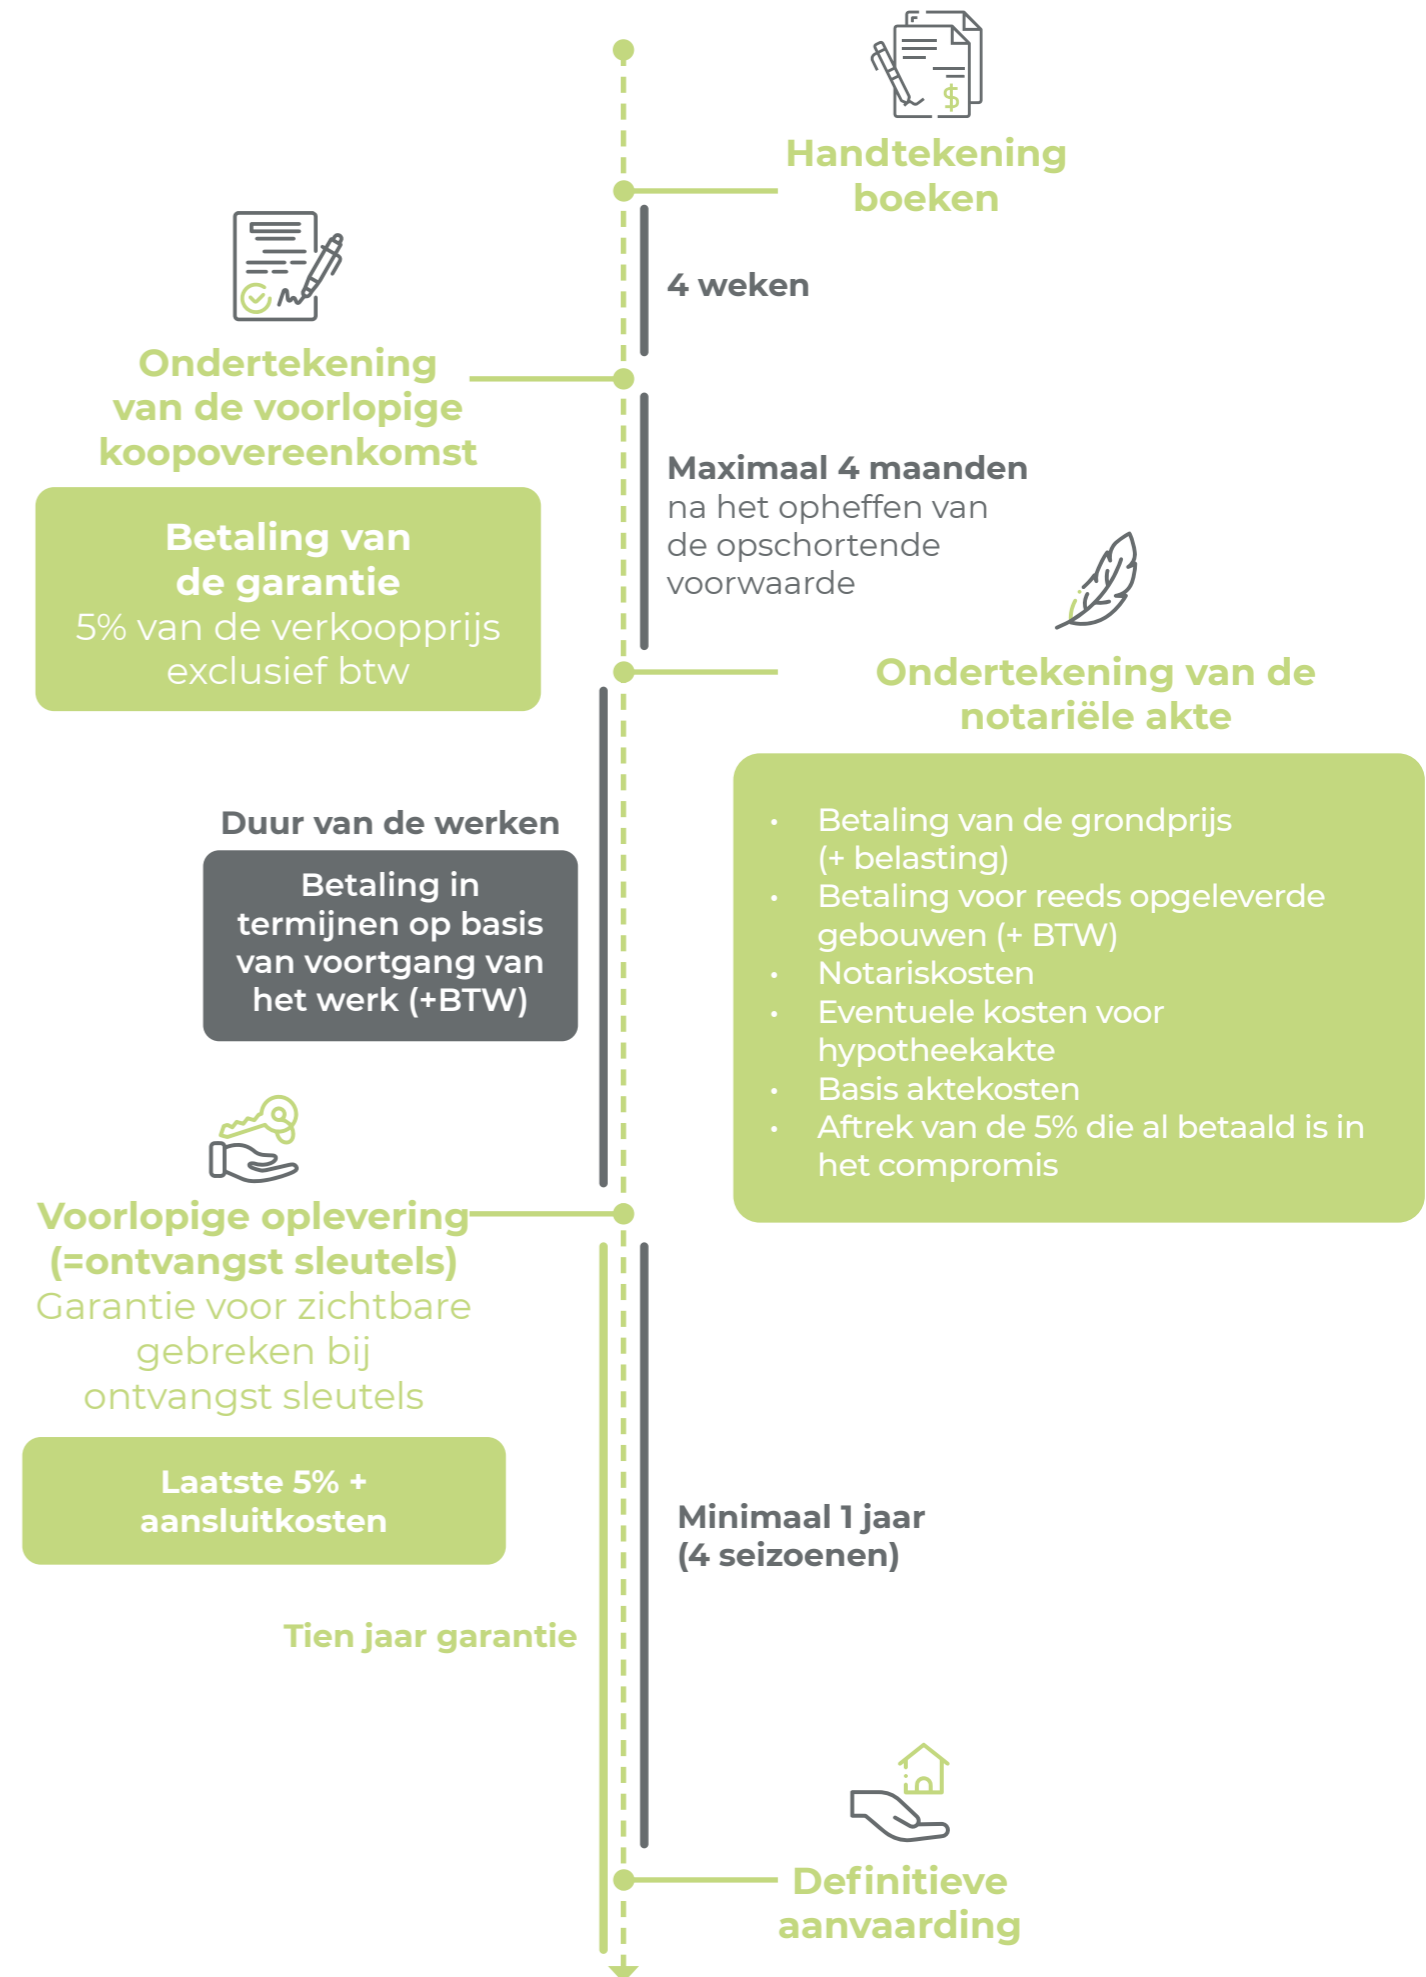 $
Handtekening
boeken
4 weken
Ondertekening
van de voorlopige
koopovereenkomst
Betaling van
de garantie
5% van de verkoopprijs
exclusief btw
Maximaal 4 maanden
na het opheffen van
de opschortende
voorwaarde
Ondertekening van de
notariële akte
• Betaling van de grondprijs
(+ belasting)
• Betaling voor reeds opgeleverde
gebouwen (+ BTW)
• Notariskosten
• Eventuele kosten voor
hypotheekakte
• Basis aktekosten
• Aftrek van de 5% die al betaald is in
het compromis
Duur van de werken
Betaling in
termijnen op basis
van voortgang van
het werk (+BTW)
Voorlopige oplevering
(=ontvangst sleutels)
Garantie voor zichtbare
gebreken bij
ontvangst sleutels
Laatste 5% +
aansluitkosten
Minimaal 1 jaar
(4 seizoenen)
Tien jaar garantie
Definitieve
aanvaarding